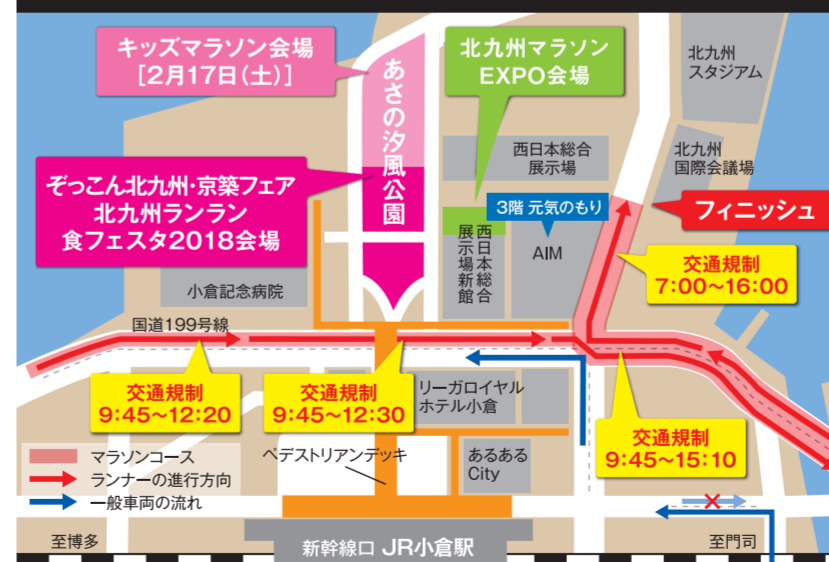 キッズマラソン会場
[2月17日(土)]
北九州マラソン
EXPO会場
北九州
スタジアム
あさの汐風公園
西日本総合
展示場
北九州
国際会議場
ぞっこん北九州・京築フェア
北九州ランラン
食フェスタ2018会場
3階 元気のもり
フィニッシュ
西日本総合
展示場新館
AIM
交通規制
7:00〜16:00
小倉記念病院
国道199号線
交通規制
9:45〜12:20
交通規制
9:45〜12:30
リーガロイヤル
ホテル小倉
交通規制
9:45〜15:10
マラソンコース
ランナーの進行方向
一般車両の流れ
ペデストリアンデッキ
あるある
City
至博多
新幹線口 JR小倉駅
至門司